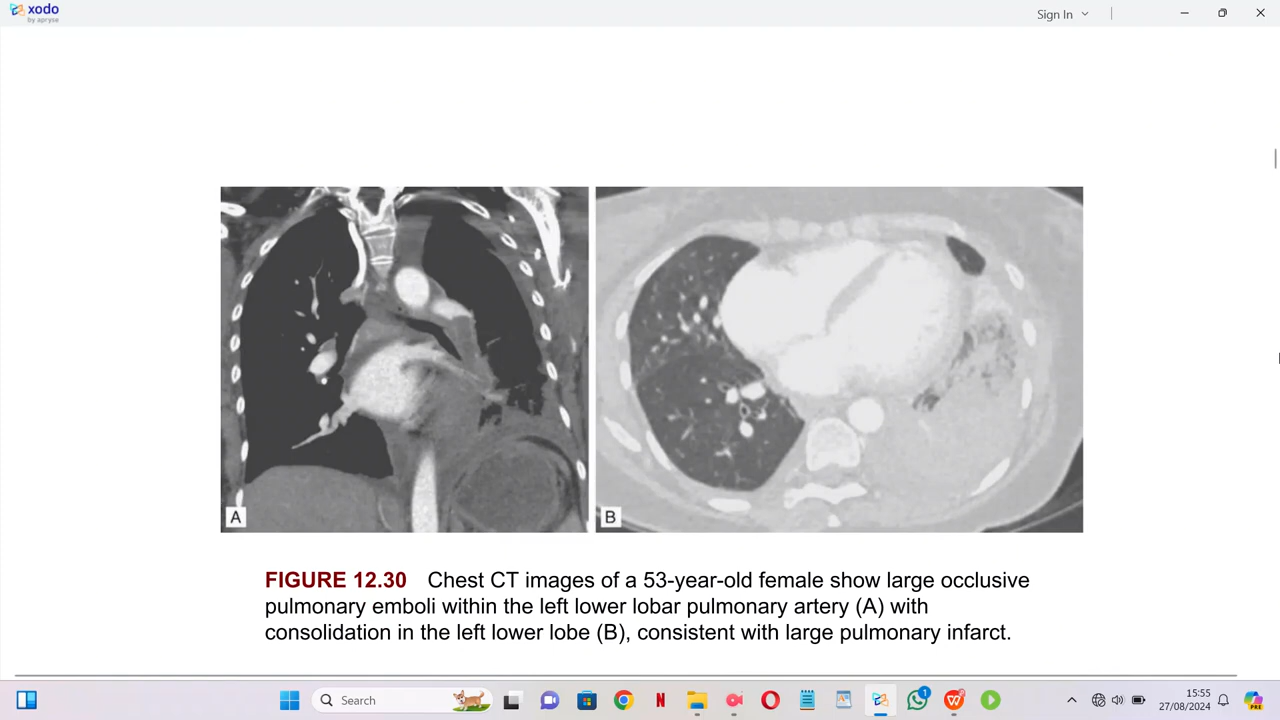 xodo
by apryse
Sign In
A
B
FIGURE 12.30 Chest CT images of a 53-year-old female show large occlusive
pulmonary emboli within the left lower lobar pulmonary artery (A) with
consolidation in the left lower lobe (B), consistent with large pulmonary infarct.
Search
1
15:53
27/08/2024